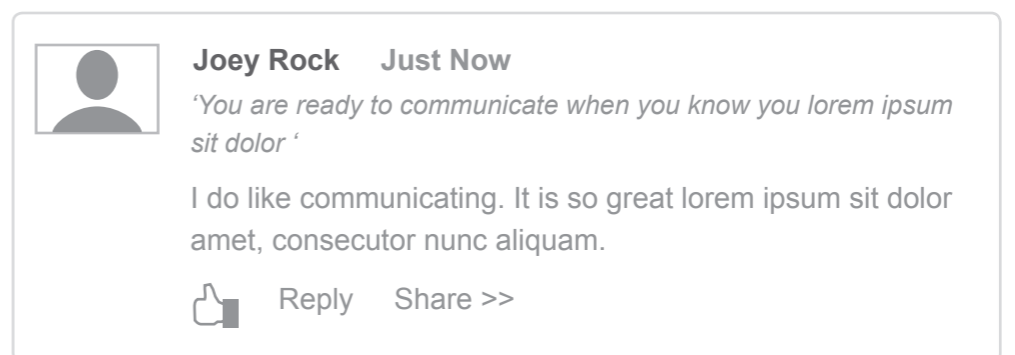 Joey Rock Just Now
‘You are ready to communicate when you know you lorem ipsum
sit dolor ‘
I do like communicating. It is so great lorem ipsum sit dolor
amet, consecutor nunc aliquam.
Reply Share >>